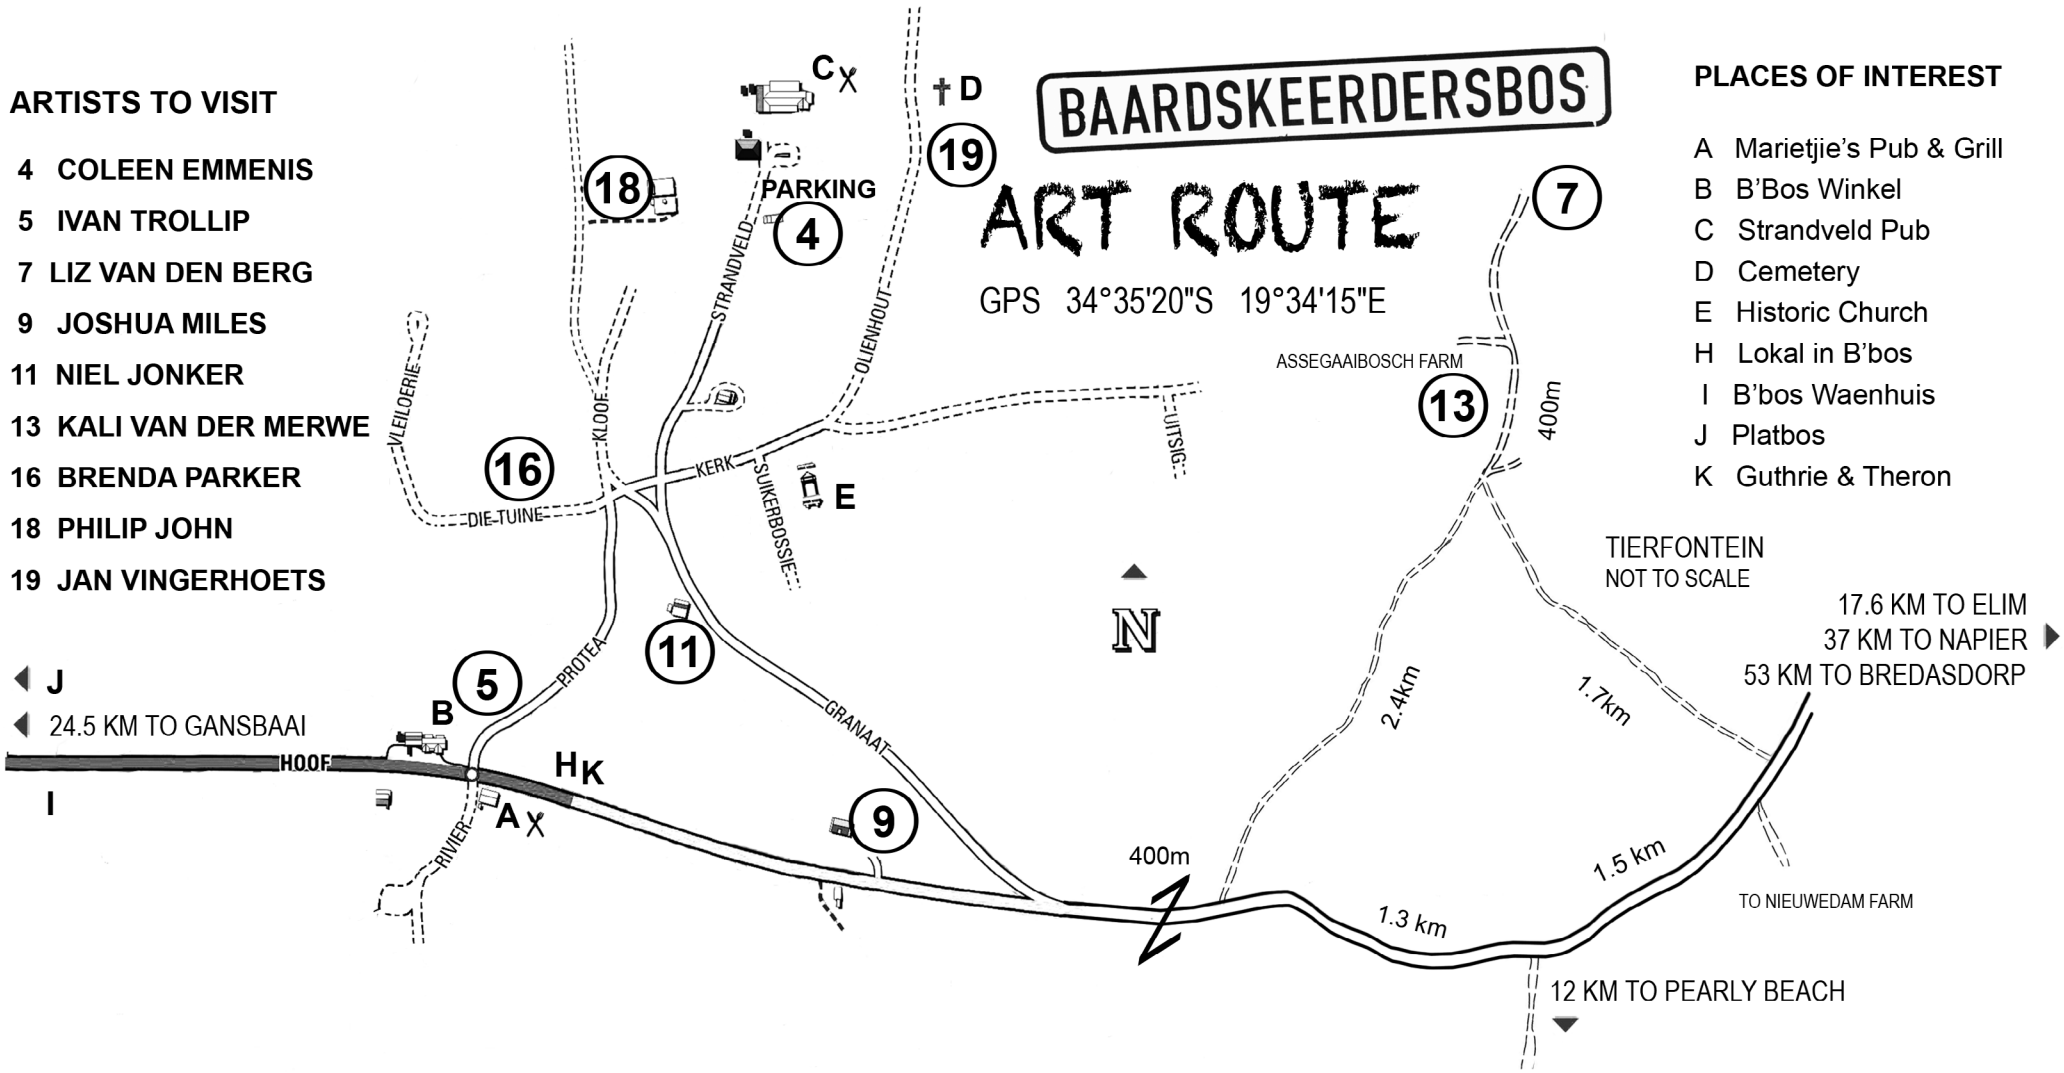 ARTISTS TO VISIT
4 COLEEN EMMENIS
5 IVAN TROLLIP
7 LIZ VAN DEN BERG
9 JOSHUA MILES
11 NIEL JONKER
13 KALI VAN DER MERWE
16 BRENDA PARKER
18 PHILIP JOHN
19 JAN VINGERHOETS
BAARDSKEERDERSBOS
ART ROUTE
GPS 34°35'20"S 19°34'15"E
PLACES OF INTEREST
A Marietjie's Pub & Grill
B B'Bos Winkel
C Strandveld Pub
D Cemetery
E Historic Church
H Lokal in B'bos
I B'bos Waenhuis
J Platbos
K Guthrie & Theron
C
D
19
18
PARKING
4
7
STRANDVELD
OLIENHOUT
VLEILOERIE
KLOOF
ASSEGAAIBOSCH FARM
13
400m
16
DIE TUINE
KERK
SUIKERBOSSIE
E
UITSIG
N
TIERFONTEIN
NOT TO SCALE
17.6 KM TO ELIM
37 KM TO NAPIER
53 KM TO BREDASDORP
11
PROTEA
5
J
24.5 KM TO GANSBAAI
B
HOOF
I
H K
A
RIVIER
GRANAAT
9
2.4km
1.7km
400m
1.3 km
1.5 km
TO NIEUWEDAM FARM
12 KM TO PEARLY BEACH